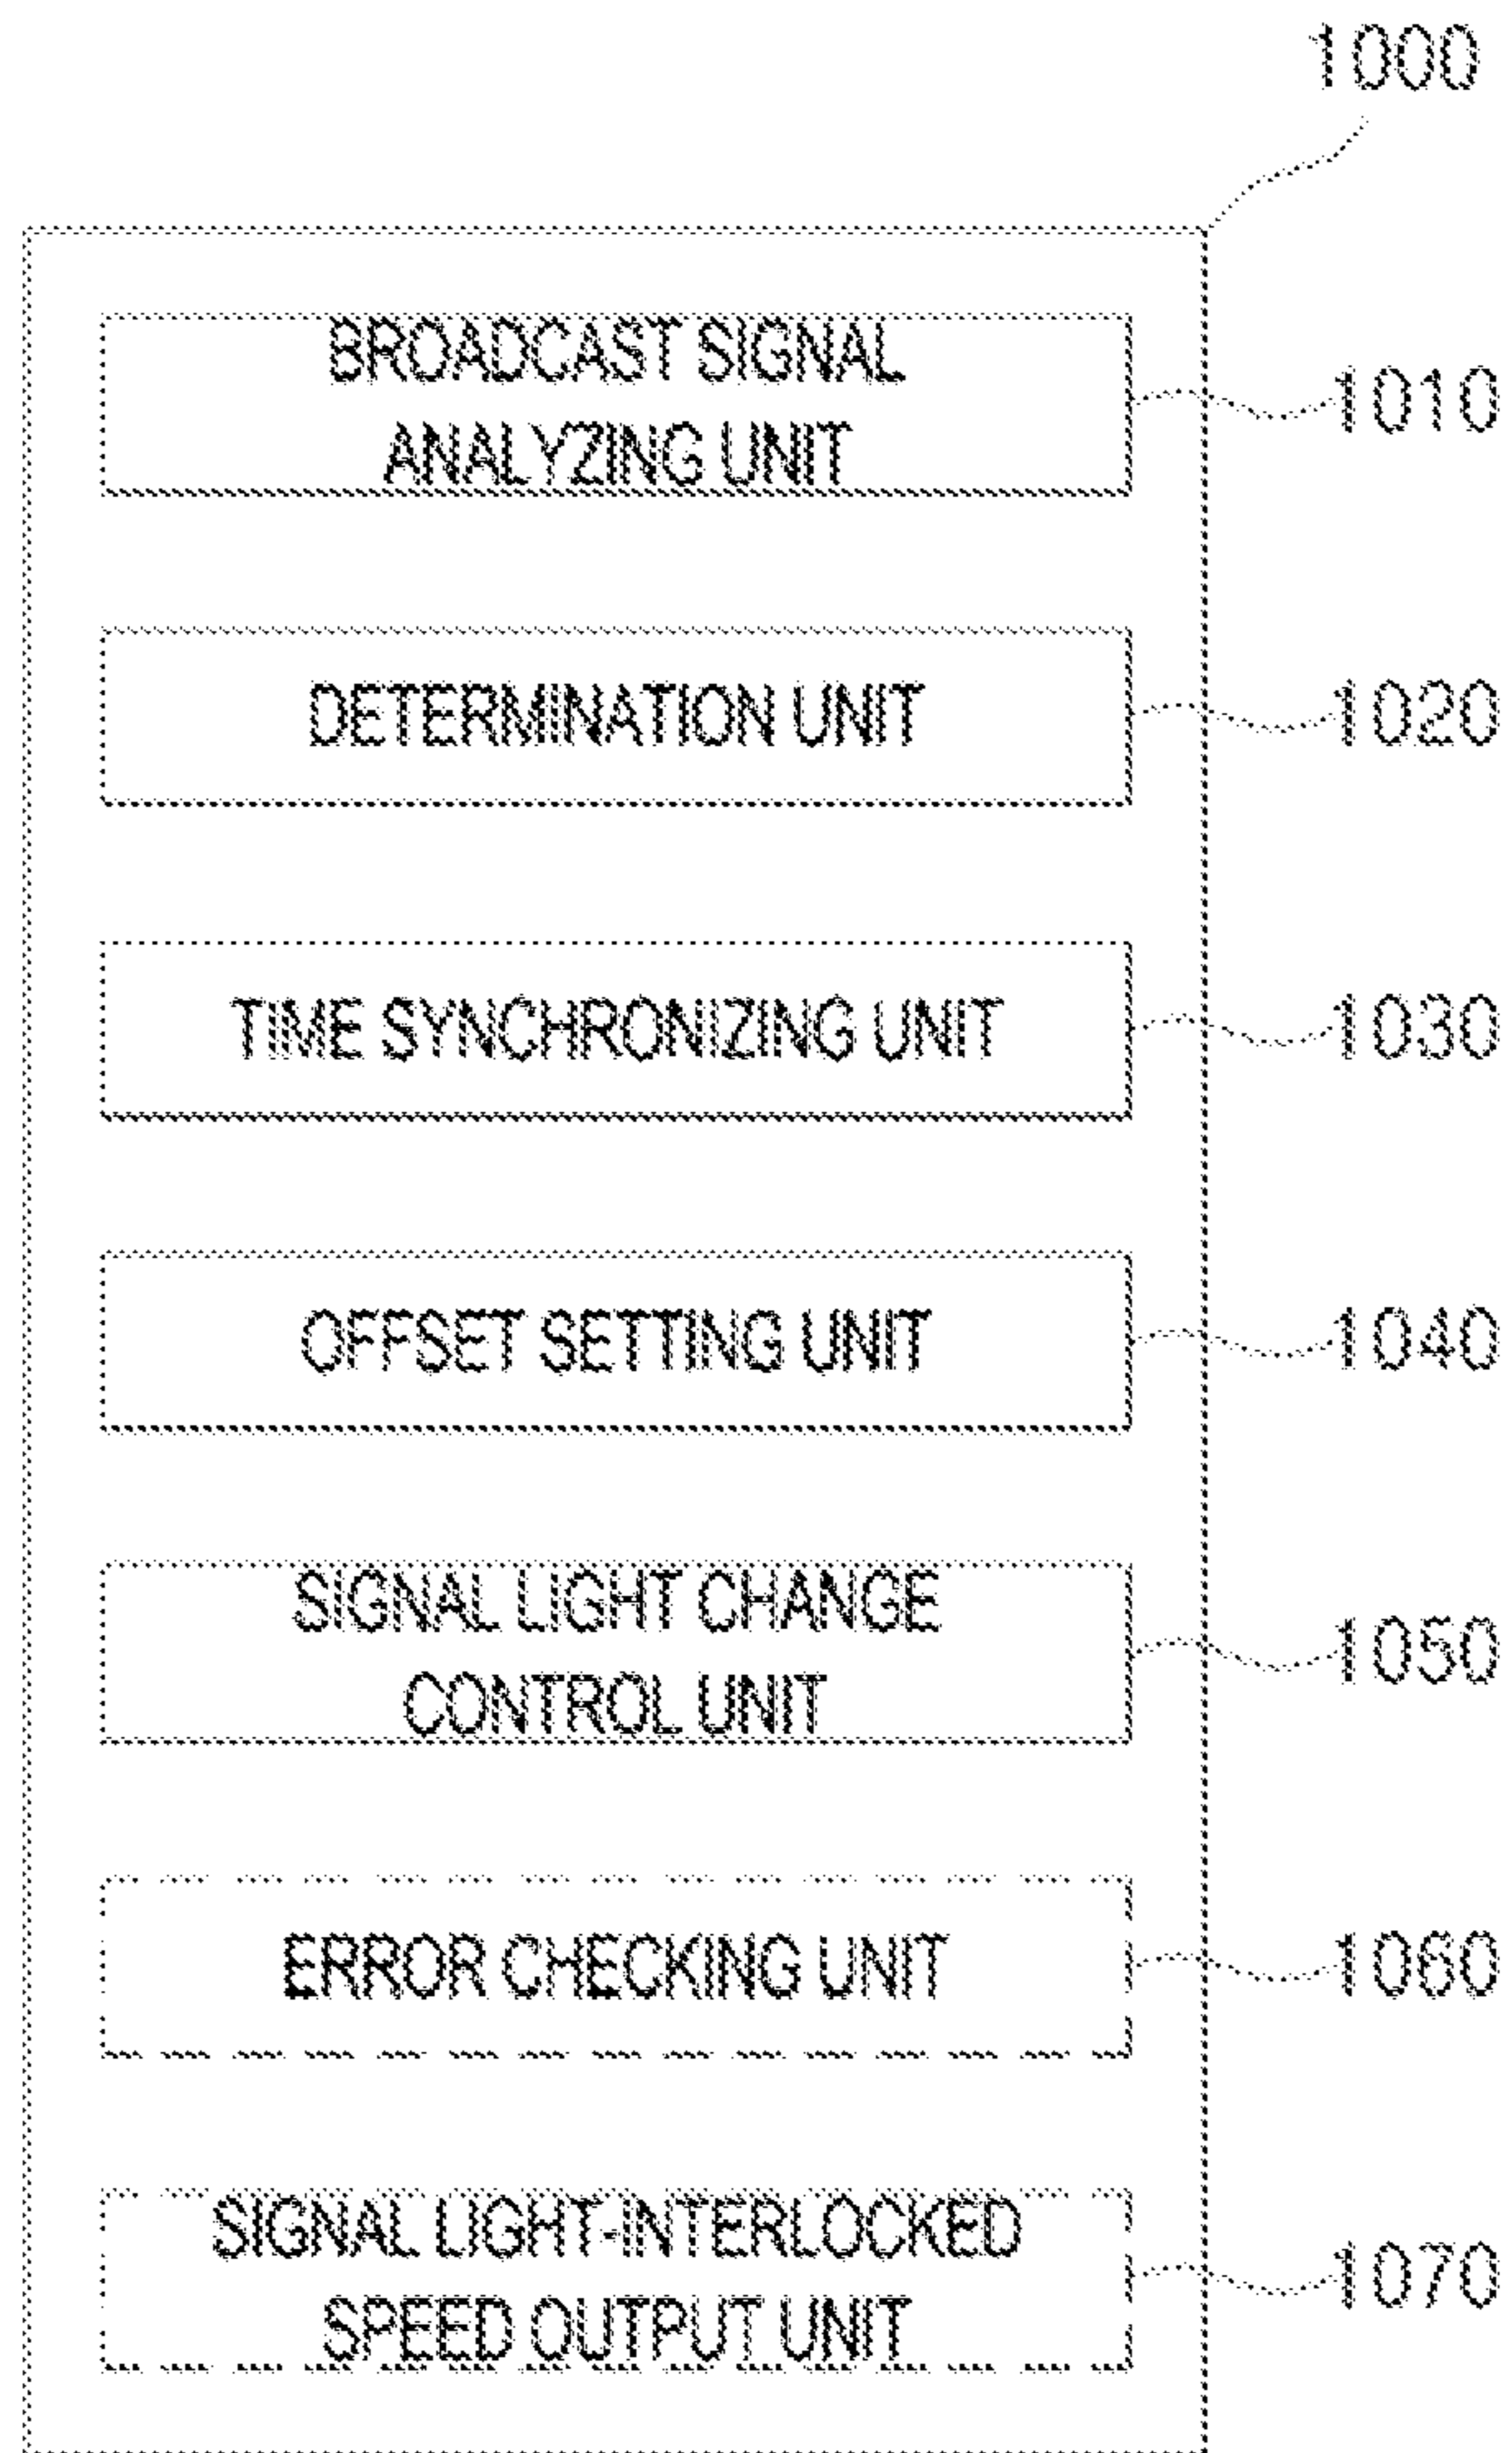 1000
BROADCAST SIGNAL
ANALYZING UNIT
1010
DETERMINATION UNIT
1020
TIME SYNCHRONIZING UNIT
1030
OFFSET SETTING UNIT
1040
SIGNAL LIGHT CHANGE
CONTROL UNIT
1050
ERROR CHECKING UNIT
1060
SIGNAL LIGHT-INTERLOCKED
SPEED OUTPUT UNIT
1070